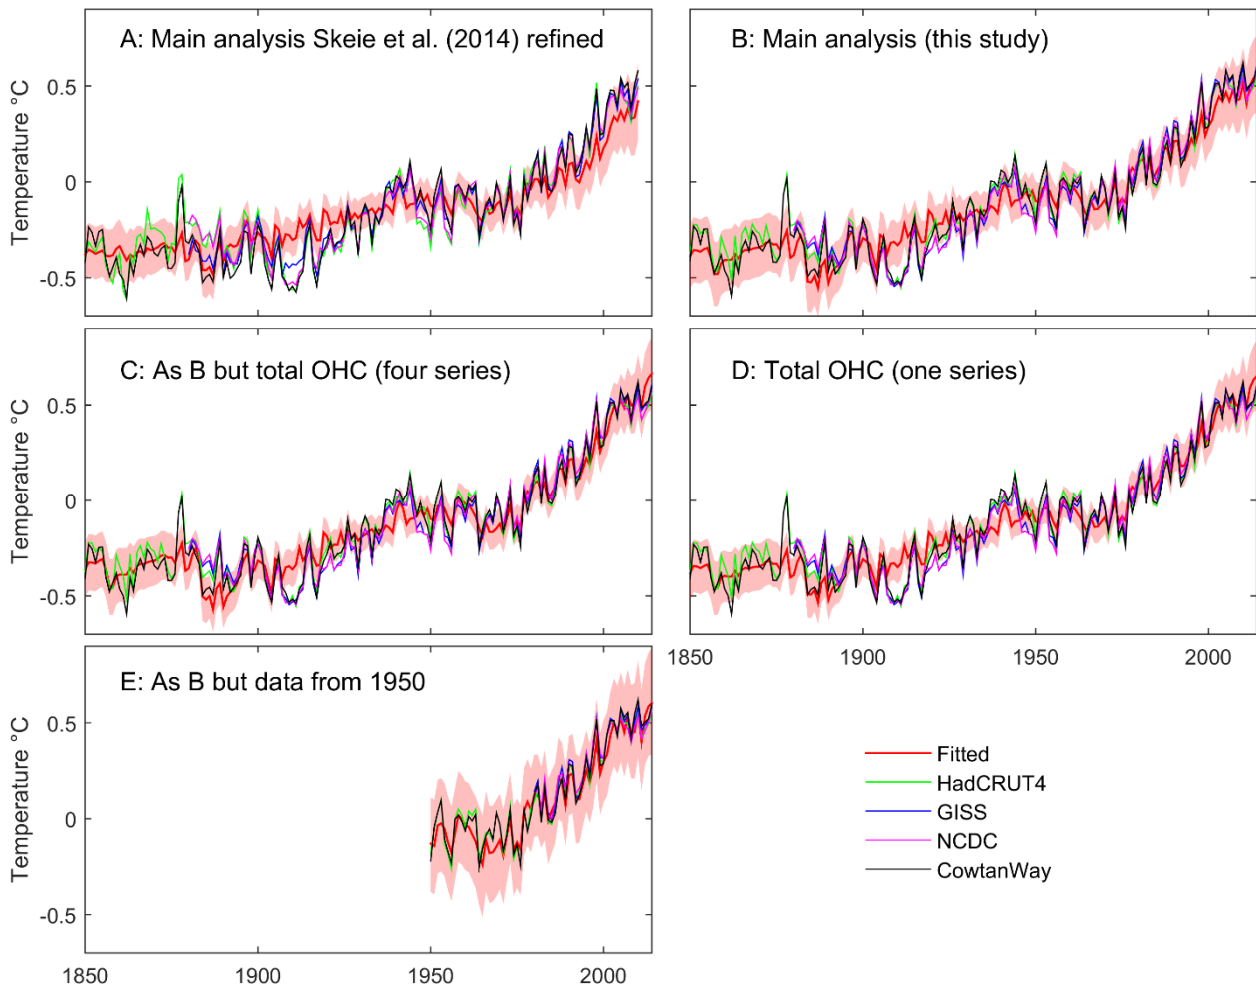 A: Main analysis Skeie et al. (2014) refined
B: Main analysis (this study)
Temperature °C
0.5
0
-0.5
C: As B but total OHC (four series)
D: Total OHC (one series)
Temperature °C
0.5
0
-0.5
1850
1900
1950
2000
E: As B but data from 1950
Temperature °C
0.5
0
-0.5
1850
1900
1950
2000
Fitted
HadCRUT4
GISS
NCDC
CowtanWay